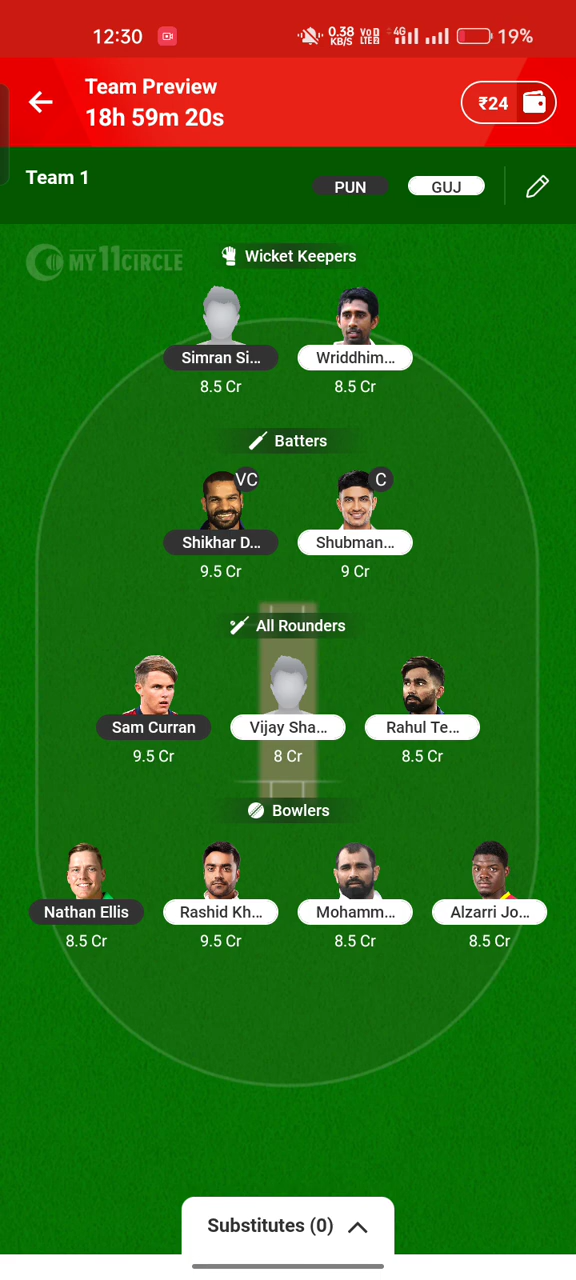 12:30 0.38 KB/S Vo LTE 2 4G 19%
Team Preview
18h 59m 20s
₹24
Team 1 PUN GUJ
MY11CIRCLE
Wicket Keepers
Simran Si... Wriddhim...
8.5 Cr 8.5 Cr
Batters
VC C
Shikhar D... Shubman...
9.5 Cr 9 Cr
All Rounders
Sam Curran Vijay Sha... Rahul Te...
9.5 Cr 8 Cr 8.5 Cr
Bowlers
Nathan Ellis Rashid Kh... Mohamm... Alzarri Jo...
8.5 Cr 9.5 Cr 8.5 Cr 8.5 Cr
Substitutes (0)